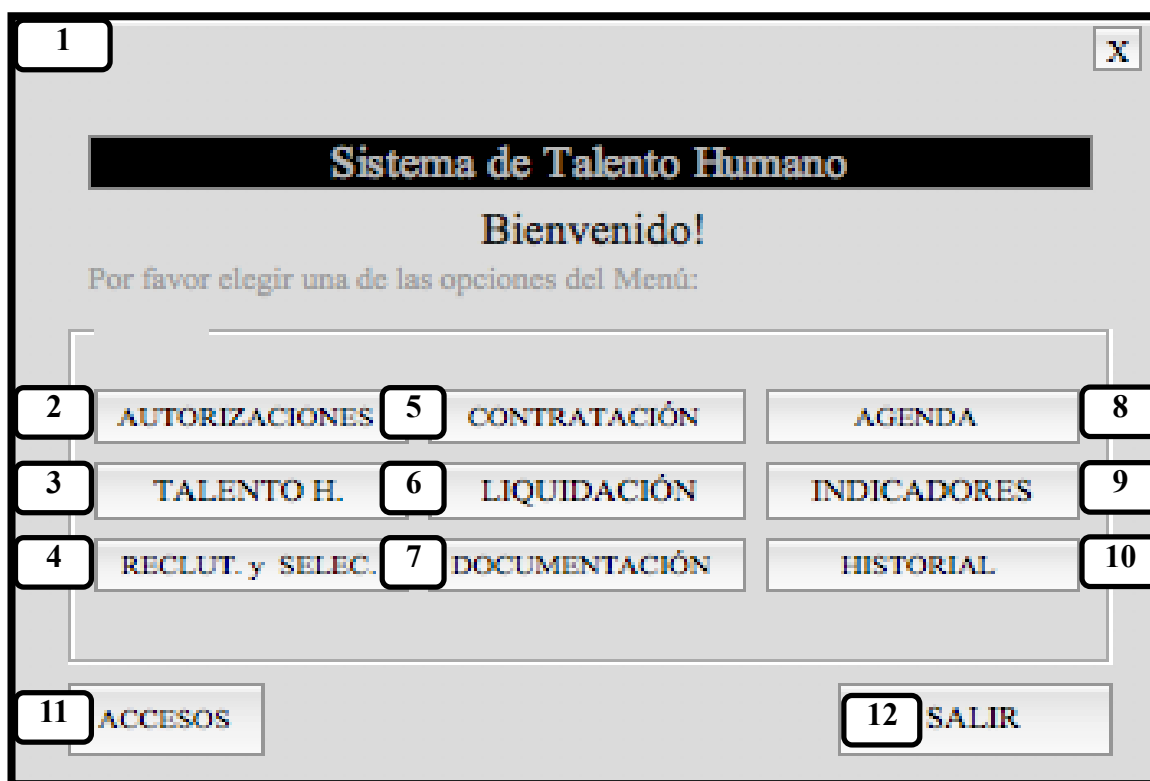 1
X
Sistema de Talento Humano
Bienvenido!
Por favor elegir una de las opciones del Menú:
2 AUTORIZACIONES 5 CONTRATACIÓN AGENDA 8
3 TALENTO H. 6 LIQUIDACIÓN INDICADORES 9
4 RECLUT. y SELEC. 7 DOCUMENTACIÓN HISTORIAL 10
11 ACCESOS 12 SALIR